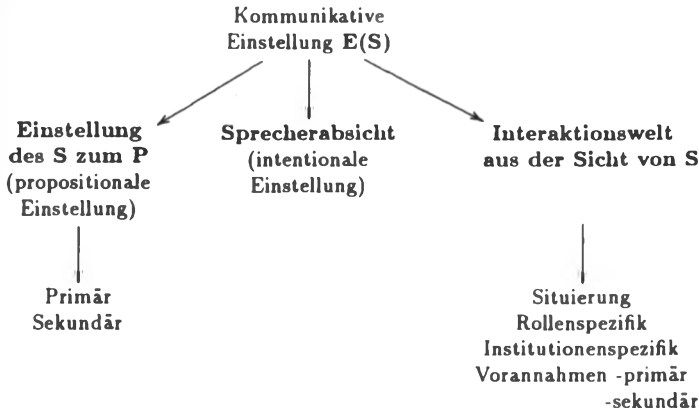 Kommunikative
Einstellung E(S)
Einstellung
des S zum P
(propositionale
Einstellung)
Sprecherabsicht
(intentionale
Einstellung)
Interaktionswelt
aus der Sicht von S
Primär
Sekundär
Situierung
Rollenspezifik
Institutionenspezifik
Vorannahmen -primär
-sekundär